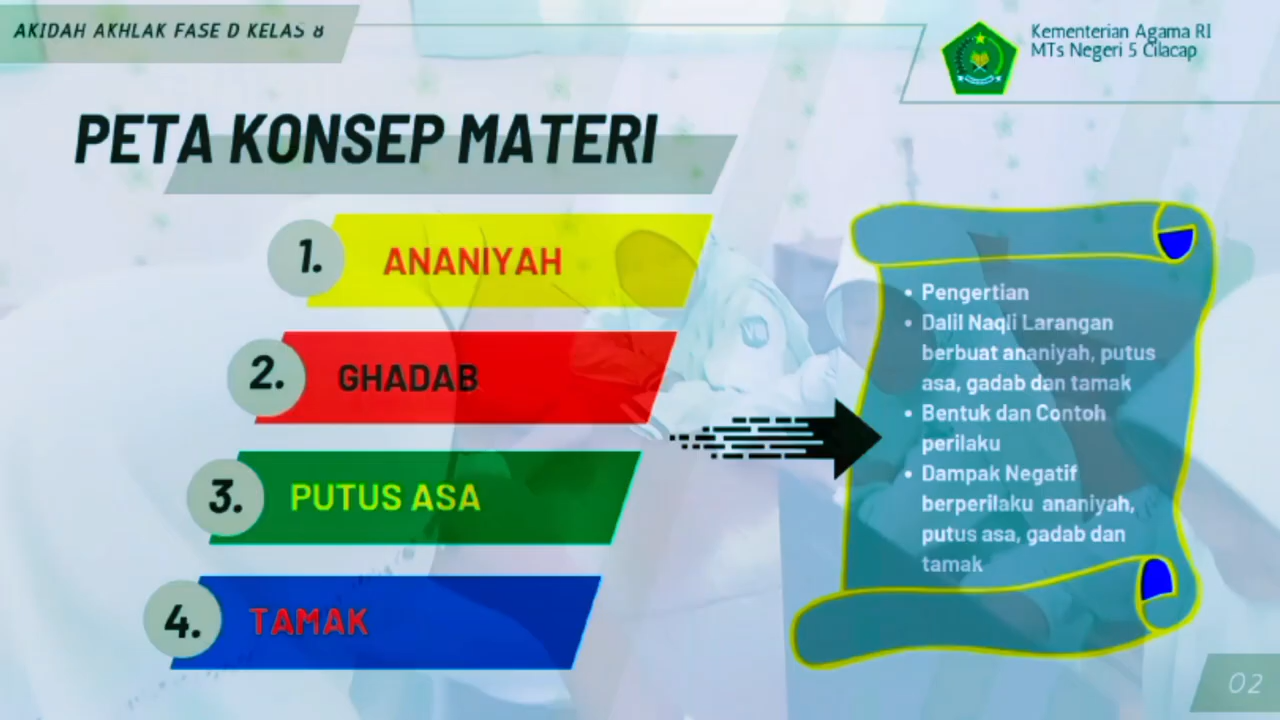 AKIDAH AKHLAK FASE D KELAS 8
Kementerian Agama RI
MTs Negeri 5 Cilacap
PETA KONSEP MATERI
1. ANANIYAH
2. GHADAB
3. PUTUS ASA
4. TAMAK
• Pengertian
• Dalil Naqli Larangan
berbuat ananiyah, putus
asa, gadab dan tamak
• Bentuk dan Contoh
perilaku
• Dampak Negatif
berperilaku ananiyah,
putus asa, gadab dan
tamak
02